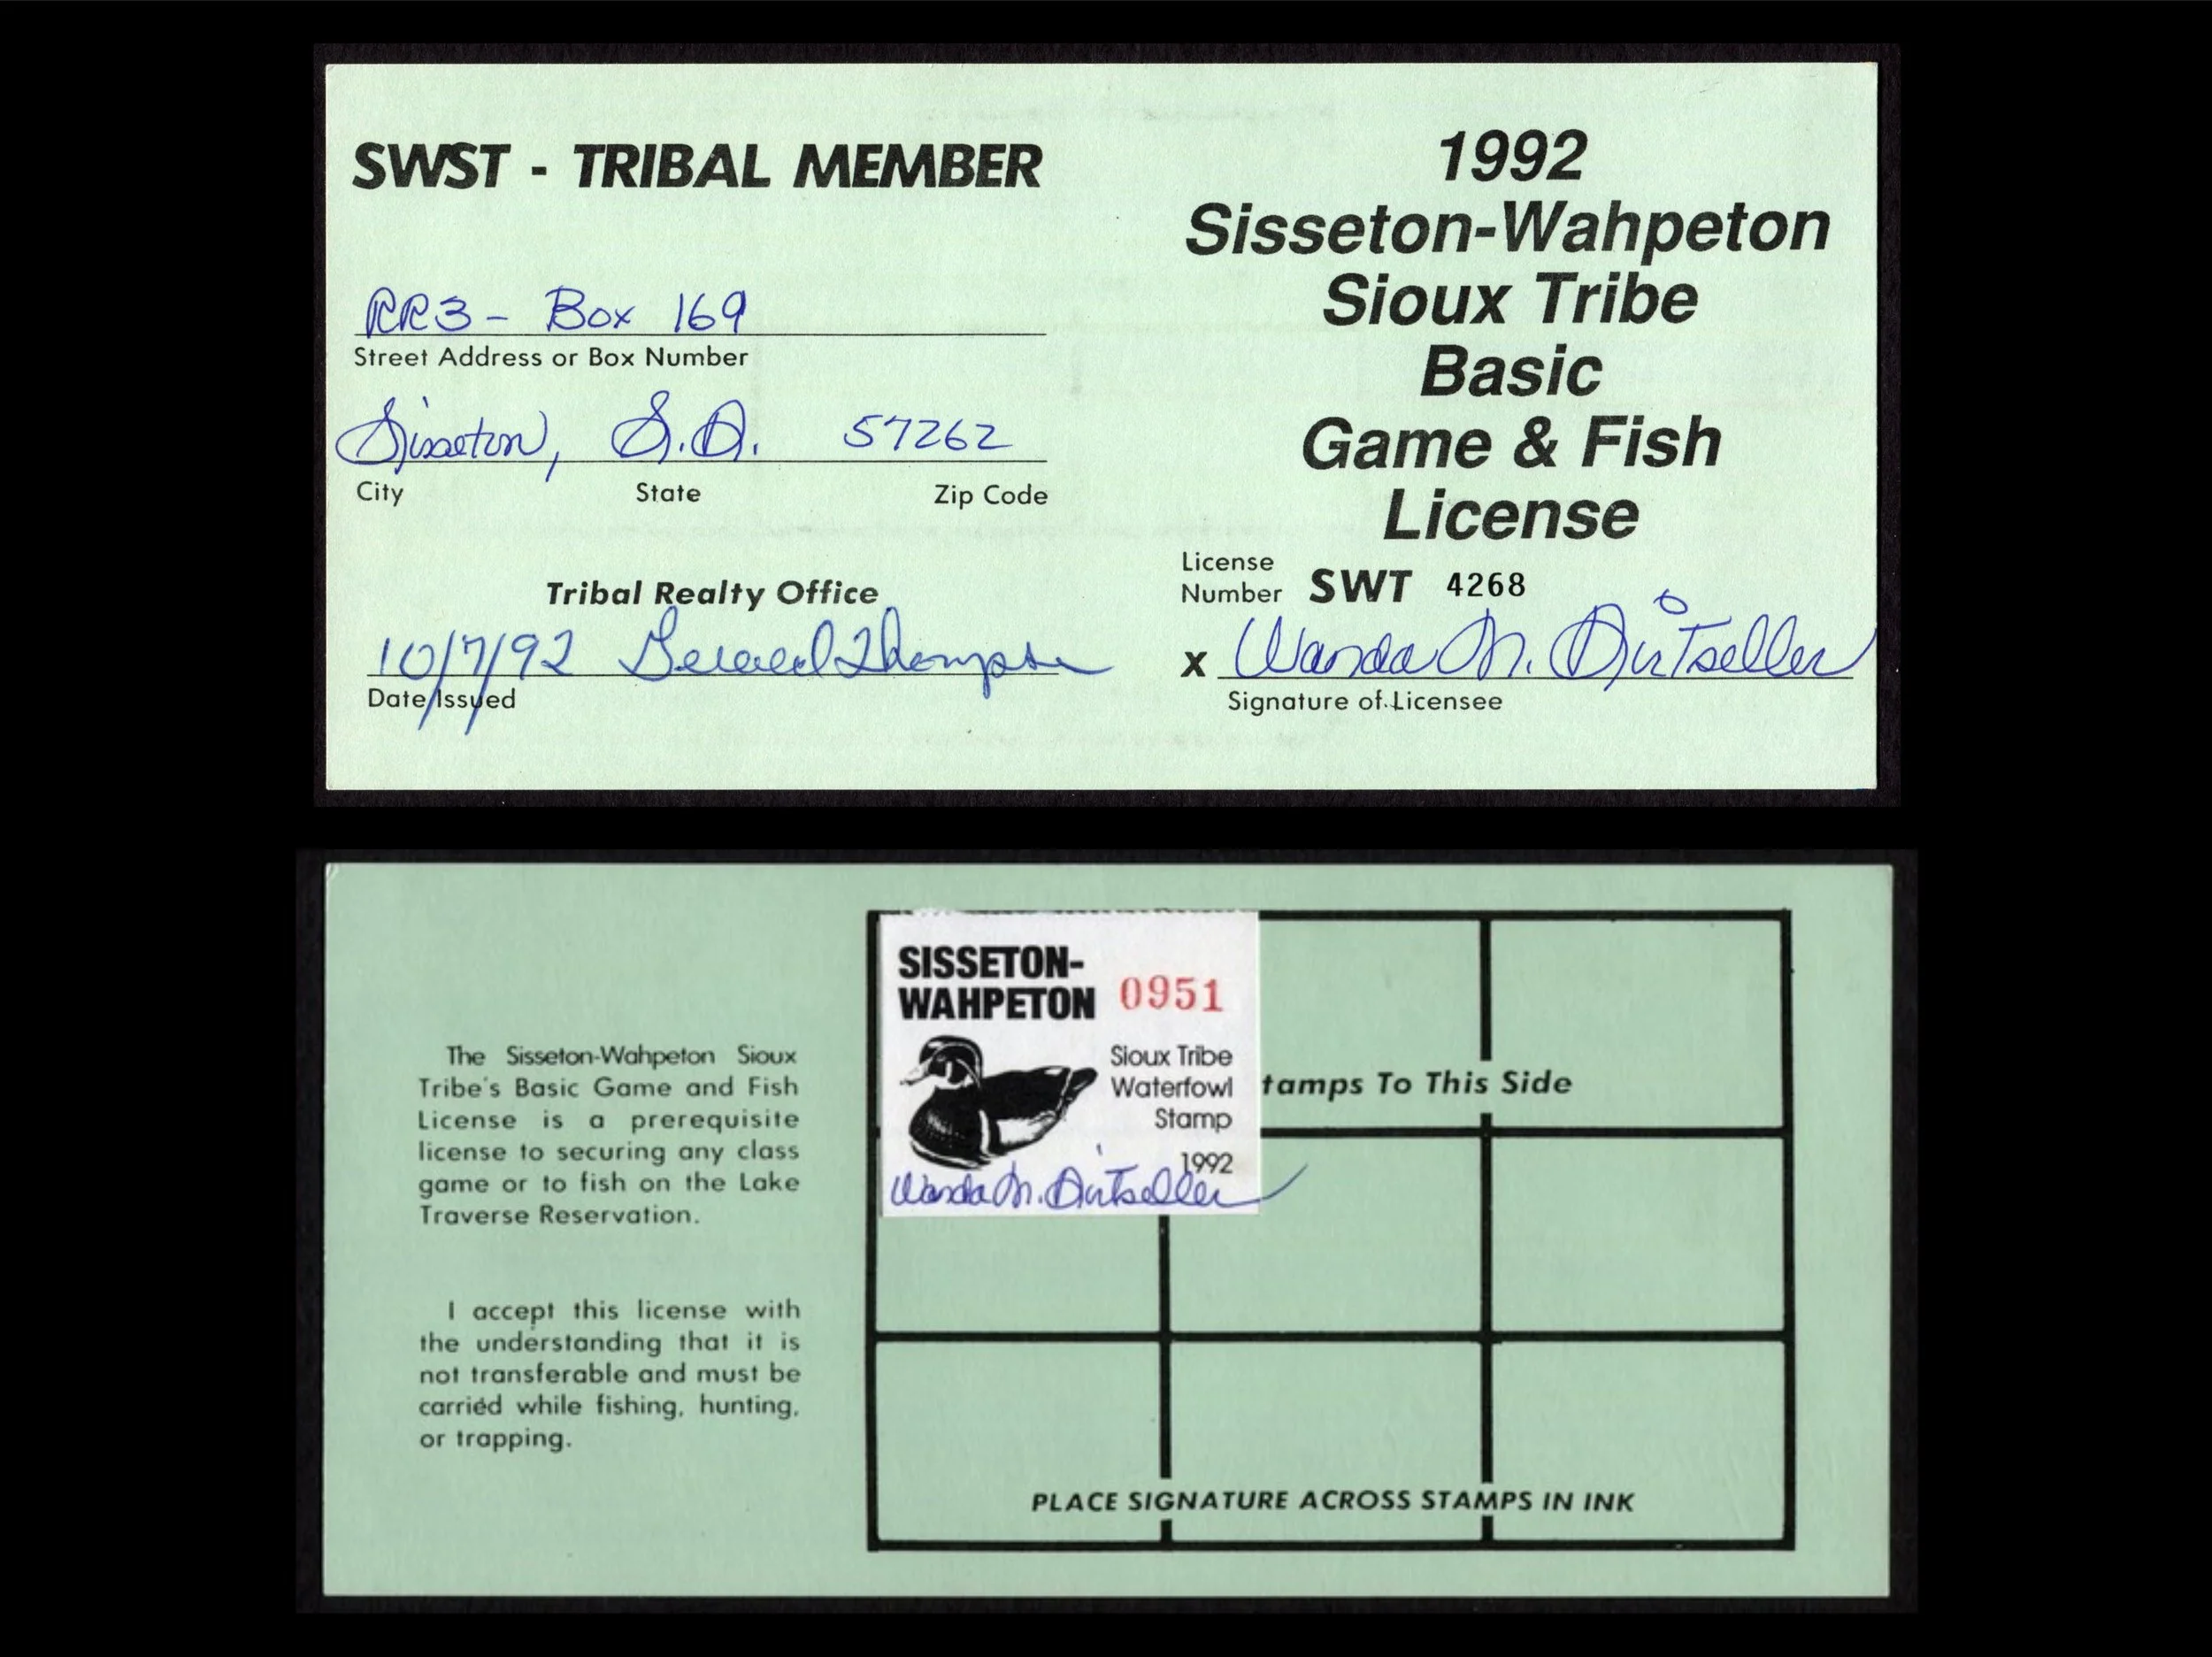 SWST - TRIBAL MEMBER
RR3 - Box 169
Street Address or Box Number
Sisseton, S.D. 57262
City State Zip Code
Tribal Realty Office
10/7/92 Thompson
Date Issued
1992
Sisseton-Wahpeton
Sioux Tribe
Basic
Game & Fish
License
License
Number SWT 4268
X Wanda M. Dirtseller
Signature of Licensee
The Sisseton-Wahpeton Sioux
Tribe's Basic Game and Fish
License is a prerequisite
license to securing any class
game or to fish on the Lake
Traverse Reservation.
I accept this license with
the understanding that it is
not transferable and must be
carried while fishing, hunting,
or trapping.
SISSETON-
WAHPETON 0951
Sioux Tribe
Waterfowl
Stamp
1992
Wanda M. Dirtseller
tamps To This Side
PLACE SIGNATURE ACROSS STAMPS IN INK